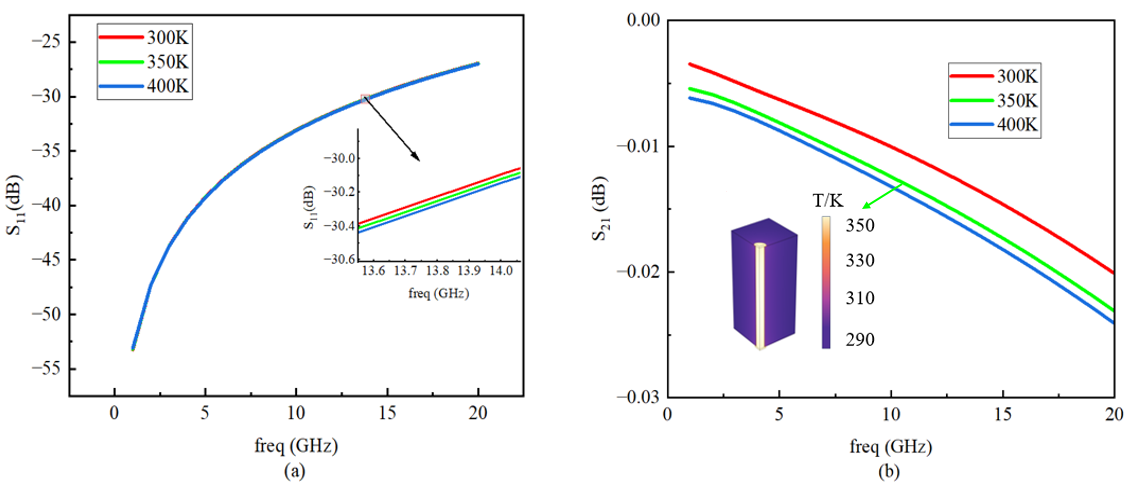 300K
350K
400K
−25
−30
−35
−40
−45
−50
−55
S11(dB)
0
5
10
15
20
freq (GHz)
(a)
−30.0
−30.2
−30.4
−30.6
S11(dB)
13.6
13.7
13.8
13.9
14.0
freq (GHz)
0.00
−0.01
−0.02
−0.03
S21 (dB)
300K
350K
400K
T/K
350
330
310
290
0
5
10
15
20
freq (GHz)
(b)